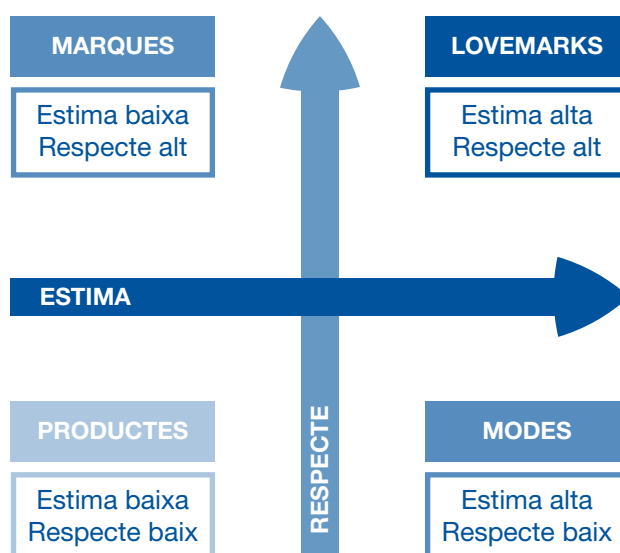 MARQUES
Estima baixa
Respecte alt
LOVEMARKS
Estima alta
Respecte alt
ESTIMA
RESPECTE
PRODUCTES
Estima baixa
Respecte baix
MODES
Estima alta
Respecte baix